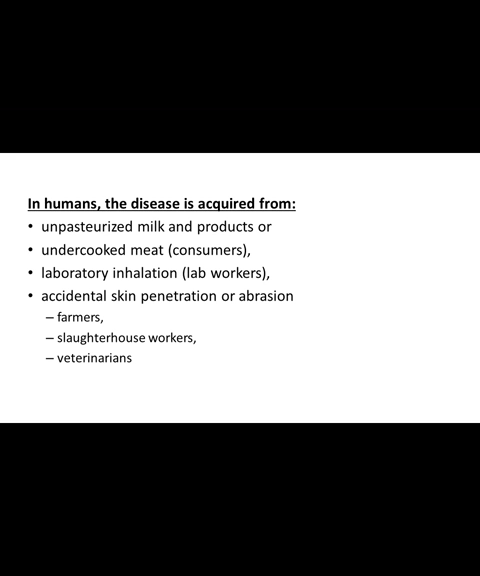 In humans, the disease is acquired from:
• unpasteurized milk and products or
• undercooked meat (consumers),
• laboratory inhalation (lab workers),
• accidental skin penetration or abrasion
– farmers,
– slaughterhouse workers,
– veterinarians